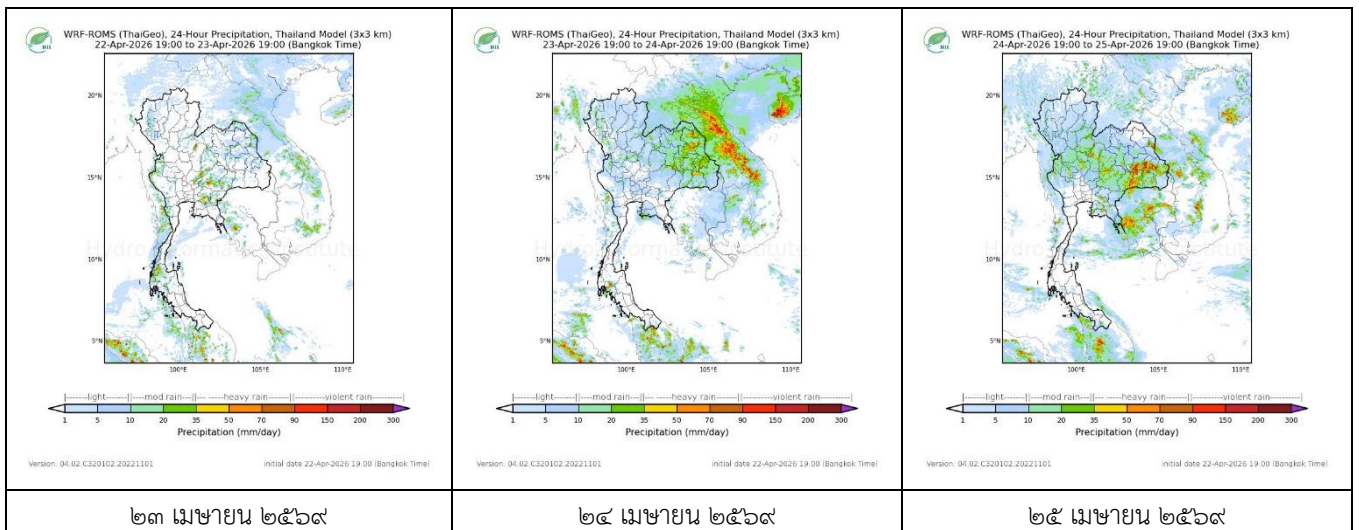 WRF-ROMS (ThaiGeo), 24-Hour Precipitation, Thailand Model (3x3 km)
22-Apr-2026 19:00 to 23-Apr-2026 19:00 (Bangkok Time)
20°N
15°N
10°N
5°N
100°E 105°E 110°E
|-------light-------||---mod rain---||---- heavy rain----||------violent rain------|
1 5 10 20 35 50 70 90 150 200 300
Precipitation (mm/day)
Version: 04.02.C320102.20221101 initial date 22-Apr-2026 19:00 (Bangkok Time)
๒๓ เมษายน ๒๕๖๙
WRF-ROMS (ThaiGeo), 24-Hour Precipitation, Thailand Model (3x3 km)
23-Apr-2026 19:00 to 24-Apr-2026 19:00 (Bangkok Time)
20°N
15°N
10°N
5°N
100°E 105°E 110°E
|-------light-------||---mod rain---||---- heavy rain----||------violent rain------|
1 5 10 20 35 50 70 90 150 200 300
Precipitation (mm/day)
Version: 04.02.C320102.20221101 initial date 22-Apr-2026 19:00 (Bangkok Time)
๒๔ เมษายน ๒๕๖๙
WRF-ROMS (ThaiGeo), 24-Hour Precipitation, Thailand Model (3x3 km)
24-Apr-2026 19:00 to 25-Apr-2026 19:00 (Bangkok Time)
20°N
15°N
10°N
5°N
100°E 105°E 110°E
|-------light-------||---mod rain---||---- heavy rain----||------violent rain------|
1 5 10 20 35 50 70 90 150 200 300
Precipitation (mm/day)
Version: 04.02.C320102.20221101 initial date 22-Apr-2026 19:00 (Bangkok Time)
๒๕ เมษายน ๒๕๖๙